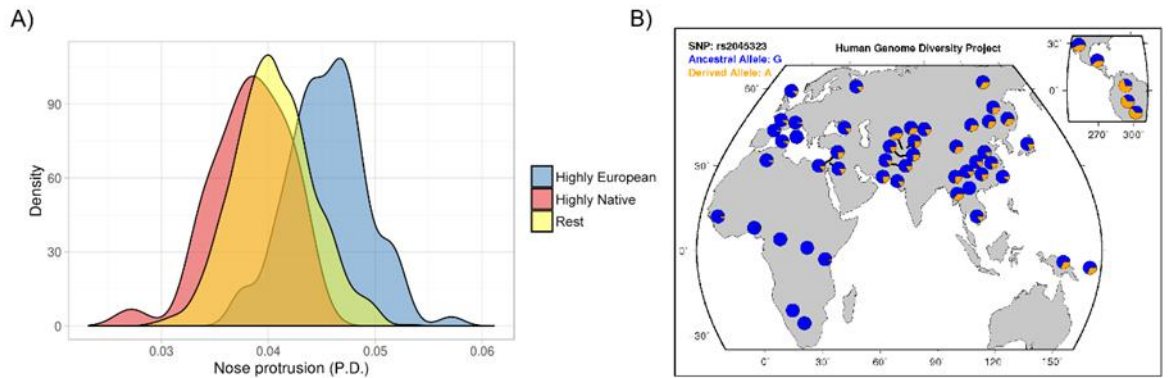 A)
90
60
30
0
Density
0.03 0.04 0.05 0.06
Nose protrusion (P.D.)
Highly European
Highly Native
Rest
B)
SNP: rs2045323
Ancestral Allele: G
Derived Allele: A
Human Genome Diversity Project
60˚
30˚
0˚
30˚
0˚ 30˚ 60˚ 90˚ 120˚ 150˚
30˚
0˚
270˚ 300˚